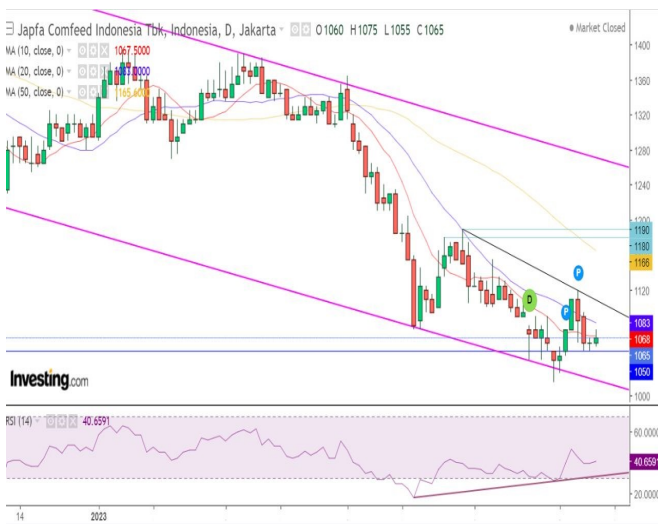 Japfa Comfeed Indonesia Tbk, Indonesia, D, Jakarta O1060 H1075 L1055 C1065
Market Closed
MA (10, close, 0) 1067.5000
MA (20, close, 0) 1083.0000
MA (50, close, 0)
1400
1360
1320
1280
1240
1200
1190
1180
1166
1120
1083
1068
1065
1050
1000
D
P
P
Investing.com
RSI (14) 40.6591
60.0000
40.6591
20.0000
14
2023